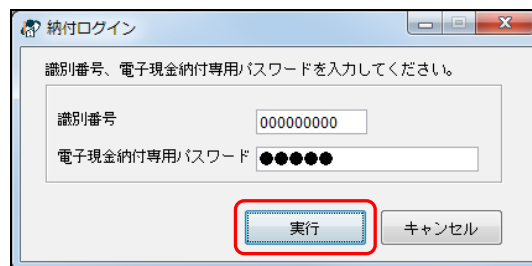 納付ログイン
識別番号、電子現金納付専用パスワードを入力してください。
識別番号 000000000
電子現金納付専用パスワード ●●●●●
実行 キャンセル